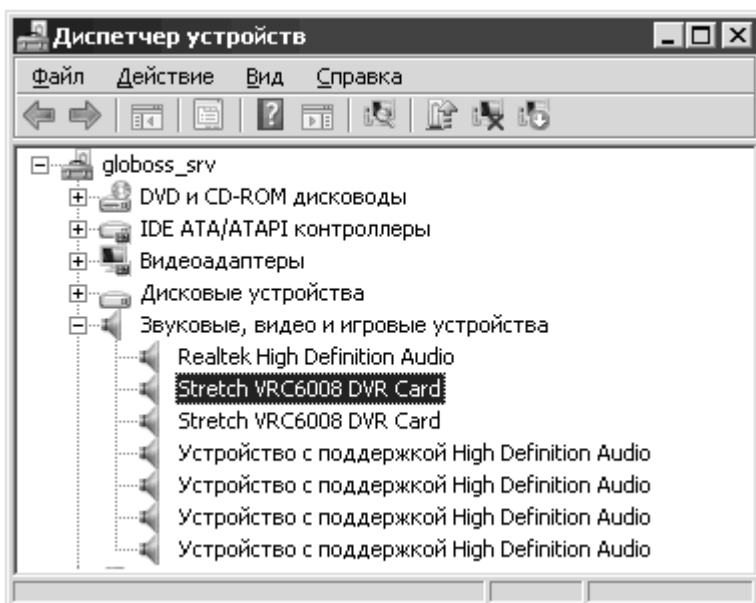 Диспетчер устройств
Файл Действие Вид Справка
globoss_srv
DVD и CD-ROM дисководы
IDE ATA/ATAPI контроллеры
Видеоадаптеры
Дисковые устройства
Звуковые, видео и игровые устройства
Realtek High Definition Audio
Stretch VRC6008 DVR Card
Stretch VRC6008 DVR Card
Устройство с поддержкой High Definition Audio
Устройство с поддержкой High Definition Audio
Устройство с поддержкой High Definition Audio
Устройство с поддержкой High Definition Audio